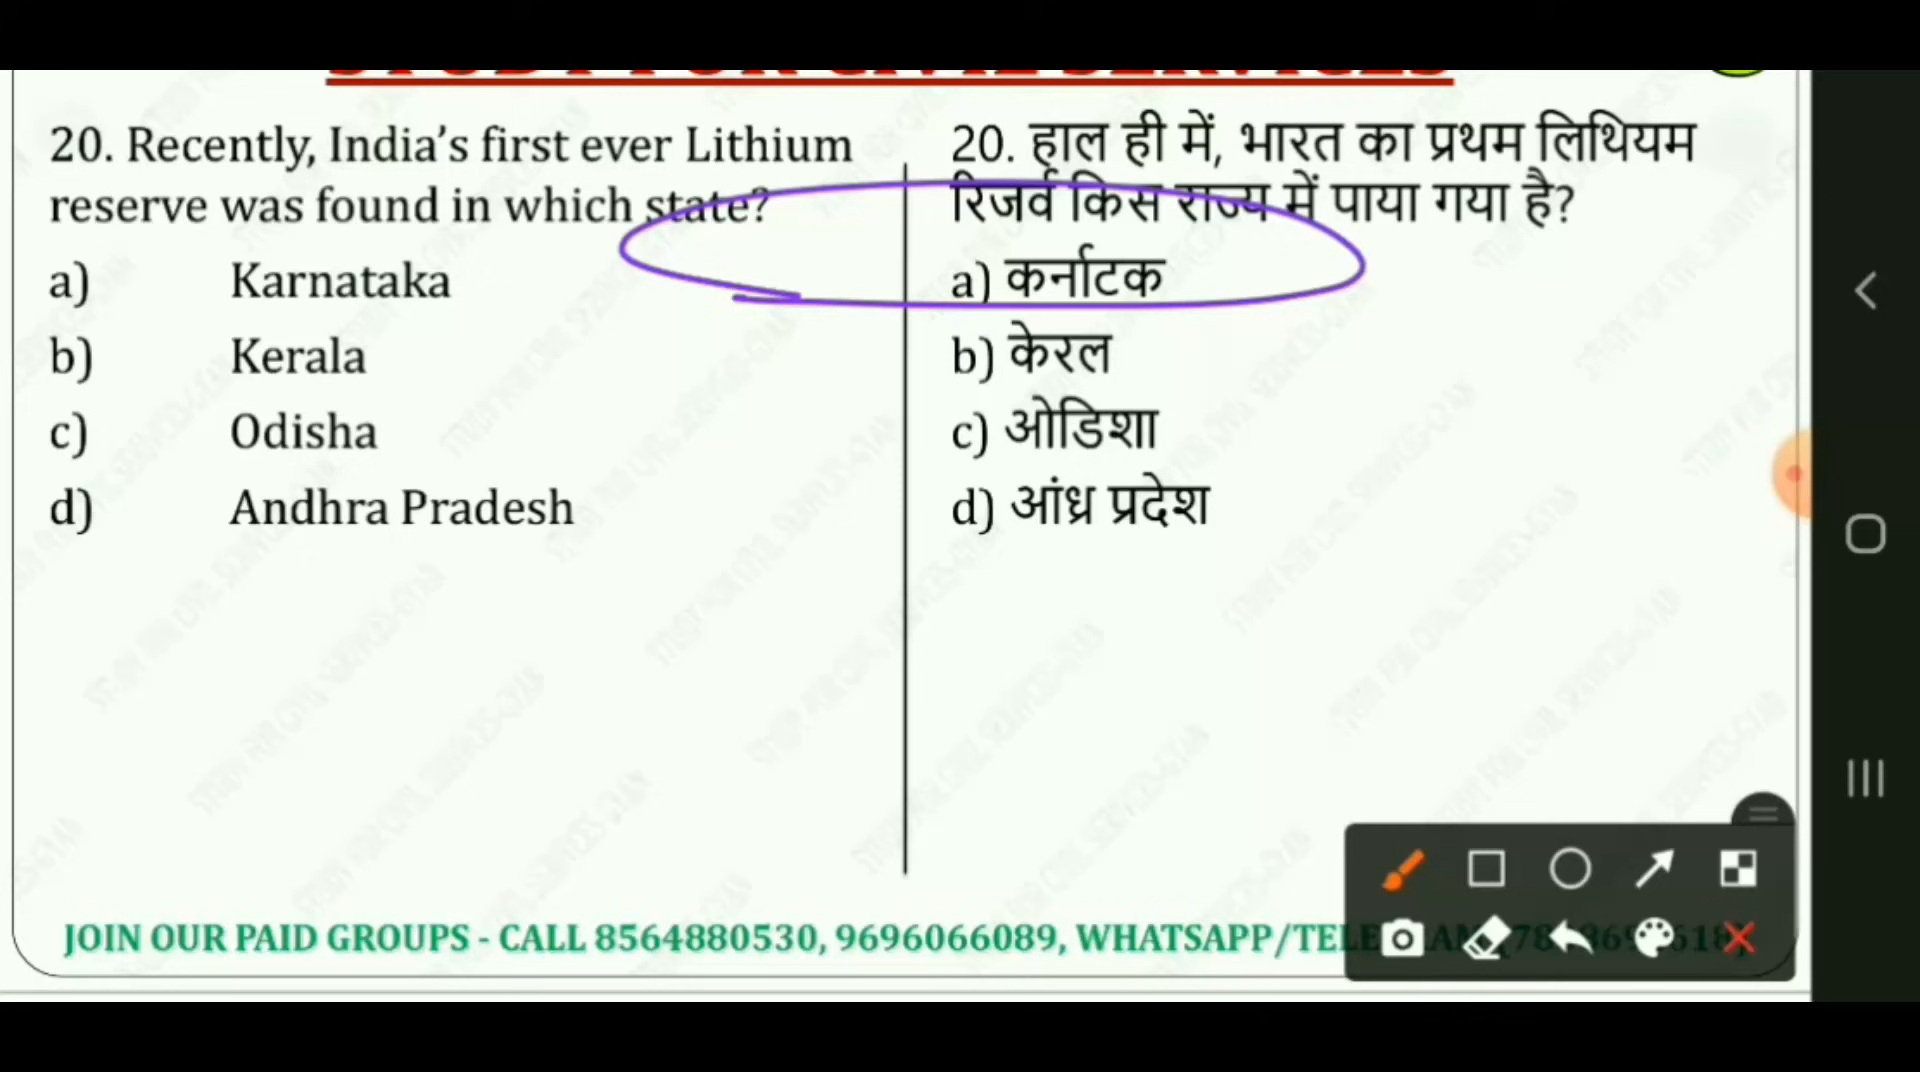 20. Recently, India's first ever Lithium
reserve was found in which state?
a) Karnataka
b) Kerala
c) Odisha
d) Andhra Pradesh
20. हाल ही में, भारत का प्रथम लिथियम
रिजर्व किस राज्य में पाया गया है?
a) कर्नाटक
b) केरल
c) ओडिशा
d) आंध्र प्रदेश
JOIN OUR PAID GROUPS - CALL 8564880530, 9696066089, WHATSAPP/